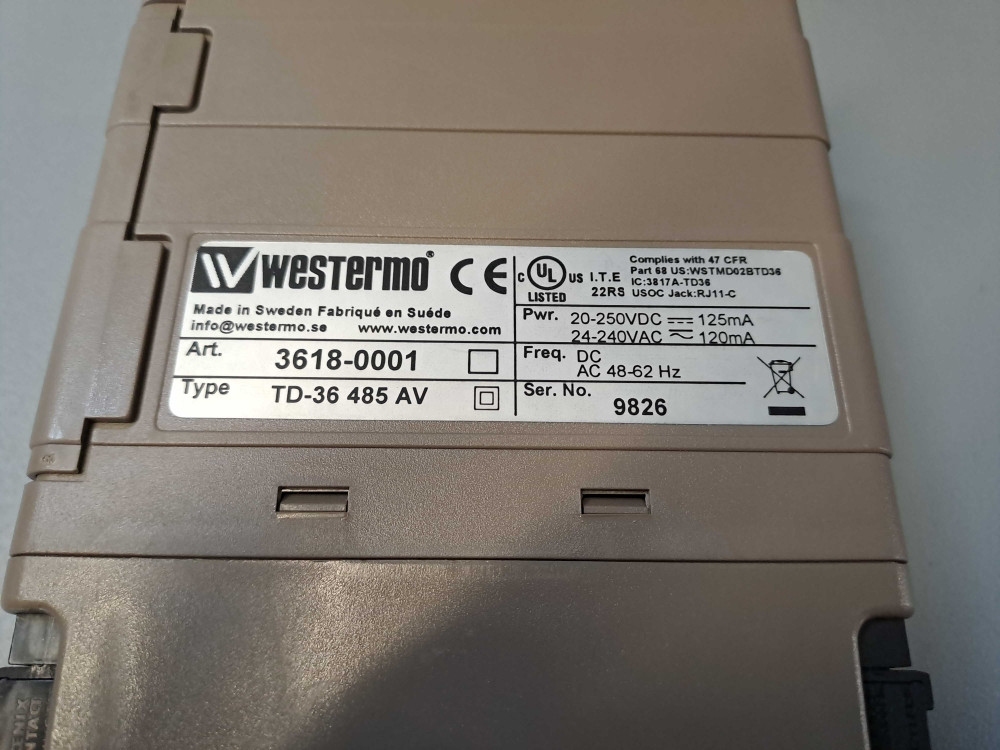 Westermo®
CE
C UL US
LISTED
I.T.E
22RS
Complies with 47 CFR
Part 68 US:WSTMD02BTD36
IC:3817A-TD36
USOC Jack:RJ11-C
Made in Sweden Fabriqué en Suéde
info@westermo.se www.westermo.com
Pwr. 20-250VDC 125mA
24-240VAC 120mA
Art. 3618-0001
Freq. DC
AC 48-62 Hz
Type TD-36 485 AV
Ser. No. 9826